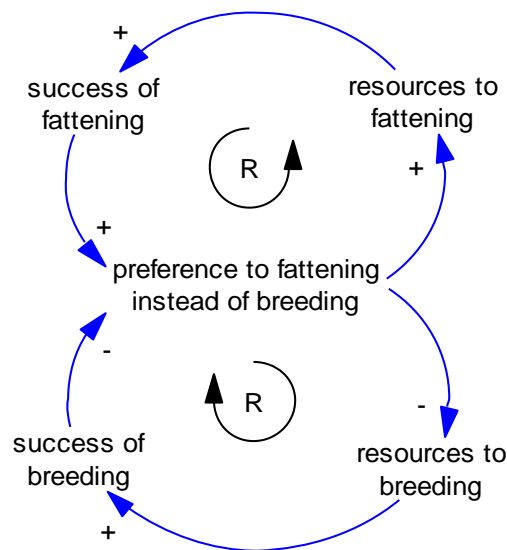 +
success of
fattening
resources to
fattening
R
+
+
preference to fattening
instead of breeding
-
R
-
success of
breeding
resources to
breeding
+